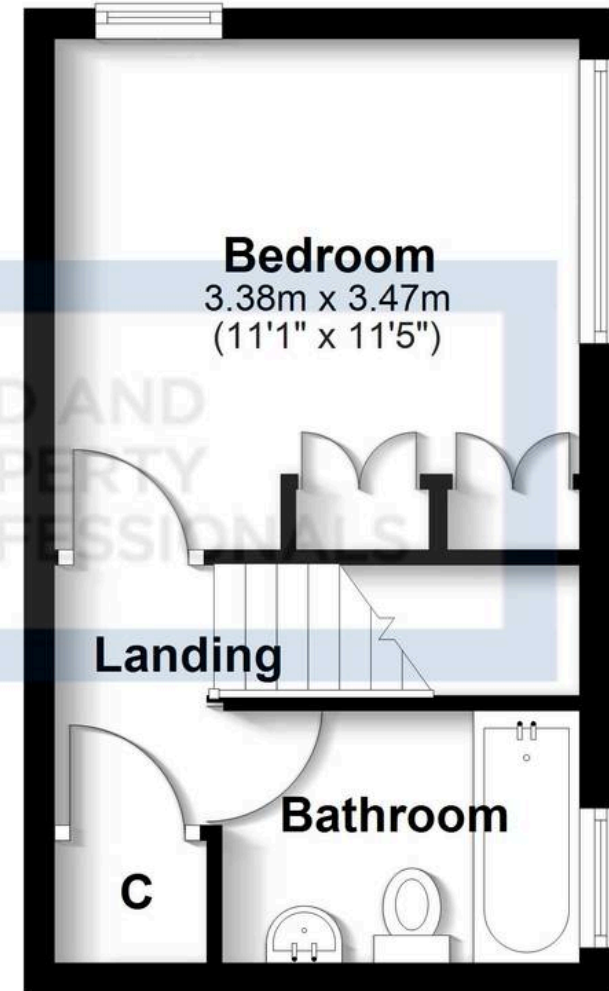 Bedroom
3.38m x 3.47m
(11'1" x 11'5")
D AND
PERTY
FESSIONALS
Landing
Bathroom
C